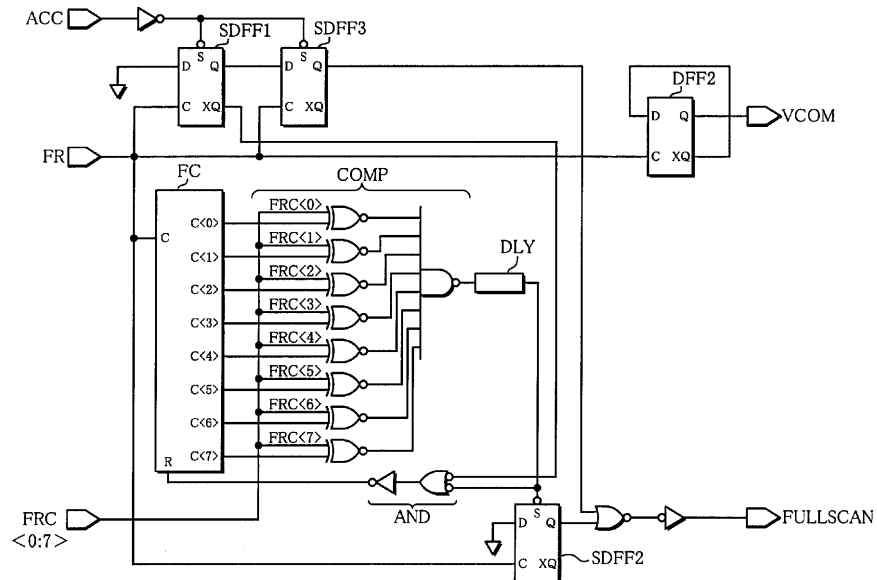 ACC
SDFF1
SDFF3
S
D Q
C XQ
S
D Q
C XQ
DFF2
D Q
C XQ
VCOM
FR
FC
COMP
C
C<0>
C<1>
C<2>
C<3>
C<4>
C<5>
C<6>
C<7>
R
FRC<0>
FRC<1>
FRC<2>
FRC<3>
FRC<4>
FRC<5>
FRC<6>
FRC<7>
DLY
AND
FRC
<0:7>
S
D Q
C XQ
SDFF2
FULLSCAN